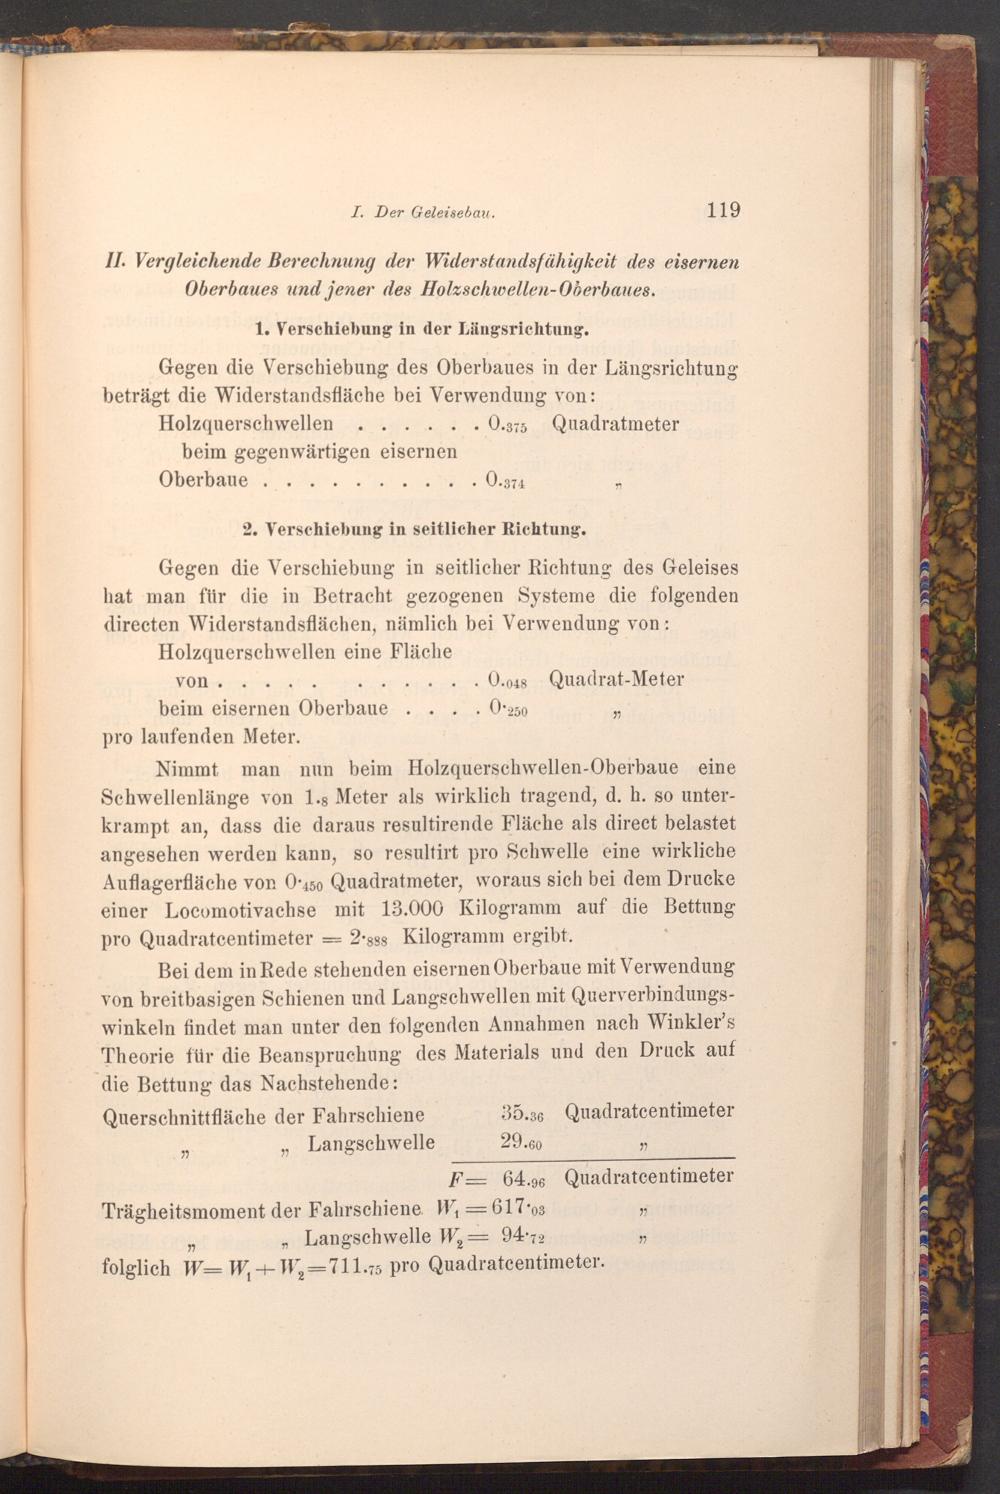 I. Der Geleisebau. 119
II. Vergleichende Berechnung der Widerstandsfähigkeit des eisernen
Oberbaues und jener des Holzschwellen-Oberbaues.
1. Verschiebung in der Längsrichtung.
Gegen die Verschiebung des Oberbaues in der Längsrichtung
beträgt die Widerstandsfläche bei Verwendung von:
Holzquerschwellen . . . . . . 0.375 Quadratmeter
beim gegenwärtigen eisernen
Oberbaue . . . . . . . . . . 0.374 „
2. Verschiebung in seitlicher Richtung.
Gegen die Verschiebung in seitlicher Richtung des Geleises
hat man für die in Betracht gezogenen Systeme die folgenden
directen Widerstandsflächen, nämlich bei Verwendung von:
Holzquerschwellen eine Fläche
von . . . . . . . . . . . . 0.048 Quadrat-Meter
beim eisernen Oberbaue . . . . 0·250 „
pro laufenden Meter.
Nimmt man nun beim Holzquerschwellen-Oberbaue eine
Schwellenlänge von 1.8 Meter als wirklich tragend, d. h. so unter-
krampt an, dass die daraus resultirende Fläche als direct belastet
angesehen werden kann, so resultirt pro Schwelle eine wirkliche
Auflagerfläche von 0·450 Quadratmeter, woraus sich bei dem Drucke
einer Locomotivachse mit 13.000 Kilogramm auf die Bettung
pro Quadratcentimeter = 2·888 Kilogramm ergibt.
Bei dem in Rede stehenden eisernen Oberbaue mit Verwendung
von breitbasigen Schienen und Langschwellen mit Querverbindungs-
winkeln findet man unter den folgenden Annahmen nach Winkler's
Theorie für die Beanspruchung des Materials und den Druck auf
die Bettung das Nachstehende:
Querschnittfläche der Fahrschiene 35.36 Quadratcentimeter
„ „ Langschwelle 29.60 „
F= 64.96 Quadratcentimeter
Trägheitsmoment der Fahrschiene W₁ = 617·03 „
„ „ Langschwelle W₂ = 94·72 „
folglich W = W₁ + W₂ = 711.75 pro Quadratcentimeter.